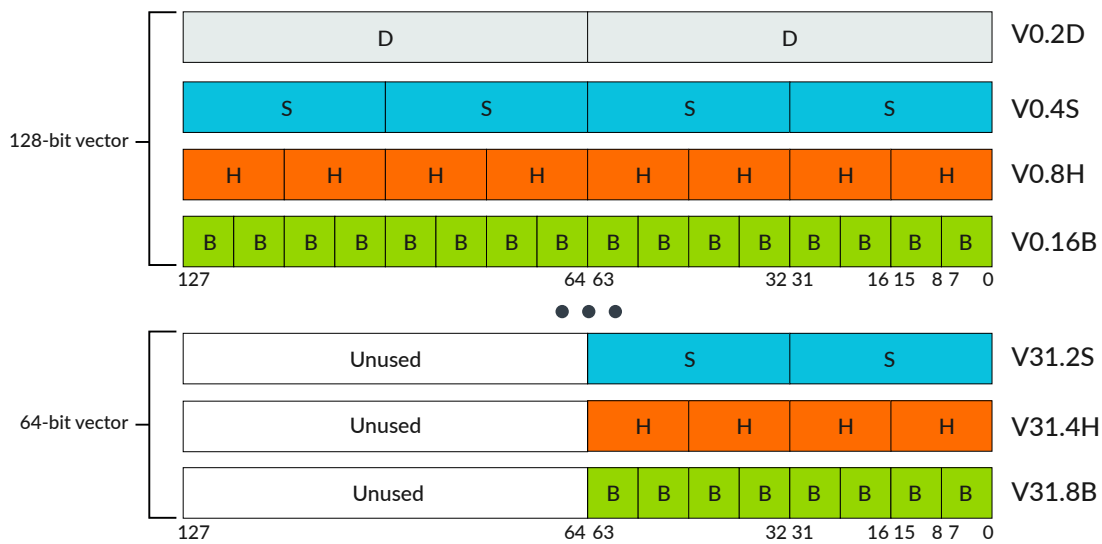 D D V0.2D
S S S S V0.4S
128-bit vector
H H H H H H H H V0.8H
B B B B B B B B B B B B B B B B V0.16B
127 64 63 32 31 16 15 8 7 0
Unused S S V31.2S
64-bit vector
Unused H H H H V31.4H
Unused B B B B B B B B V31.8B
127 64 63 32 31 16 15 8 7 0